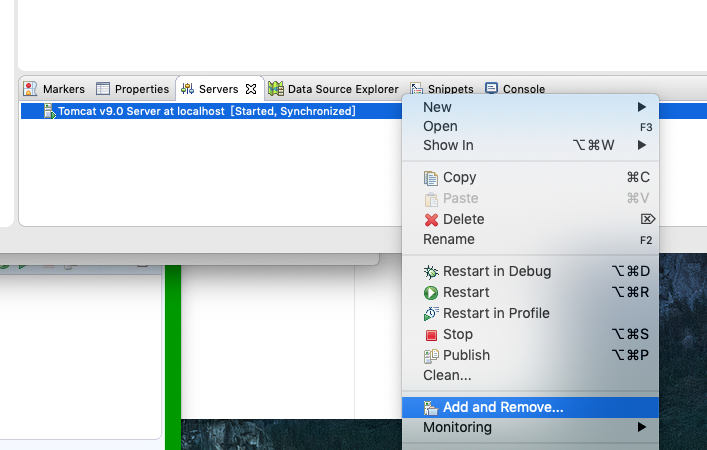 Markers Properties Servers Data Source Explorer Snippets Console
Tomcat v9.0 Server at localhost [Started, Synchronized]
New
Open F3
Show In ⌥⌘W
Copy ⌘C
Paste ⌘V
Delete ⌦
Rename F2
Restart in Debug ⌥⌘D
Restart ⌥⌘R
Restart in Profile
Stop ⌥⌘S
Publish ⌥⌘P
Clean...
Add and Remove...
Monitoring